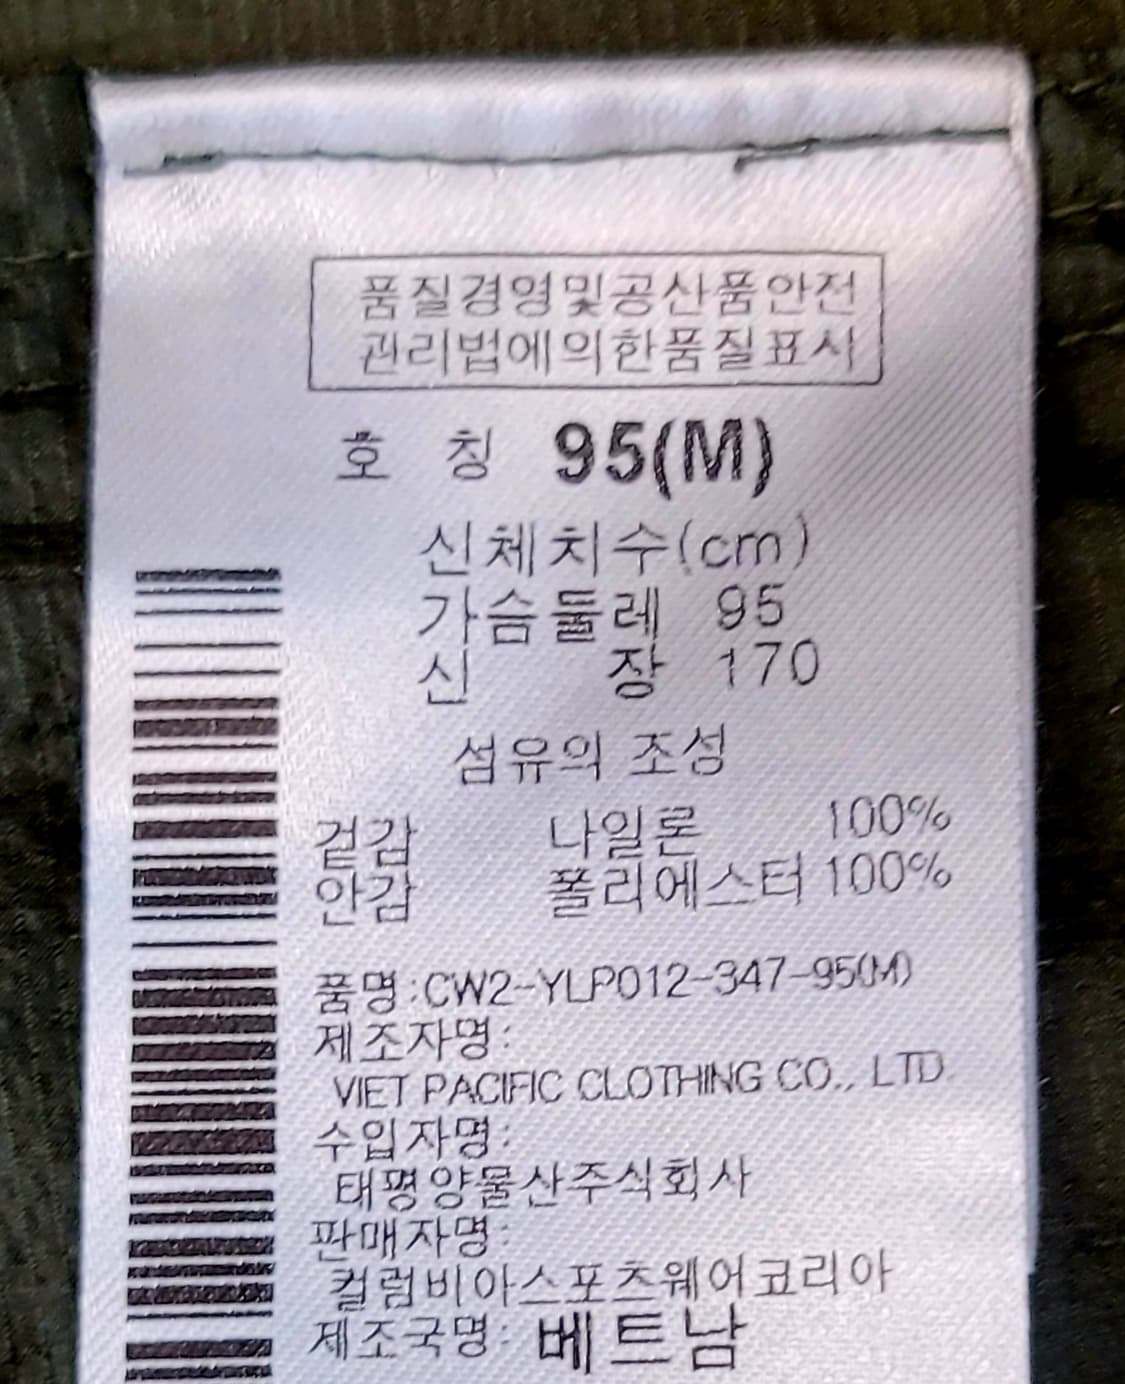 품질경영및공산품안전
관리법에의한품질표시
호 칭 95(M)
신체치수(cm)
가슴둘레 95
신 장 170
섬유의 조성
겉감 나일론 100%
안감 폴리에스터 100%
품명:CW2-YLP012-347-95(M)
제조자명:
VIET PACIFIC CLOTHING CO., LTD.
수입자명:
태평양물산주식회사
판매자명:
컬럼비아스포츠웨어코리아
제조국명: 베트남